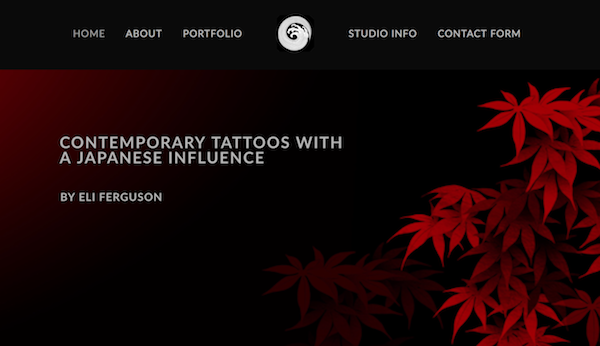 HOME ABOUT PORTFOLIO STUDIO INFO CONTACT FORM
CONTEMPORARY TATTOOS WITH
A JAPANESE INFLUENCE
BY ELI FERGUSON